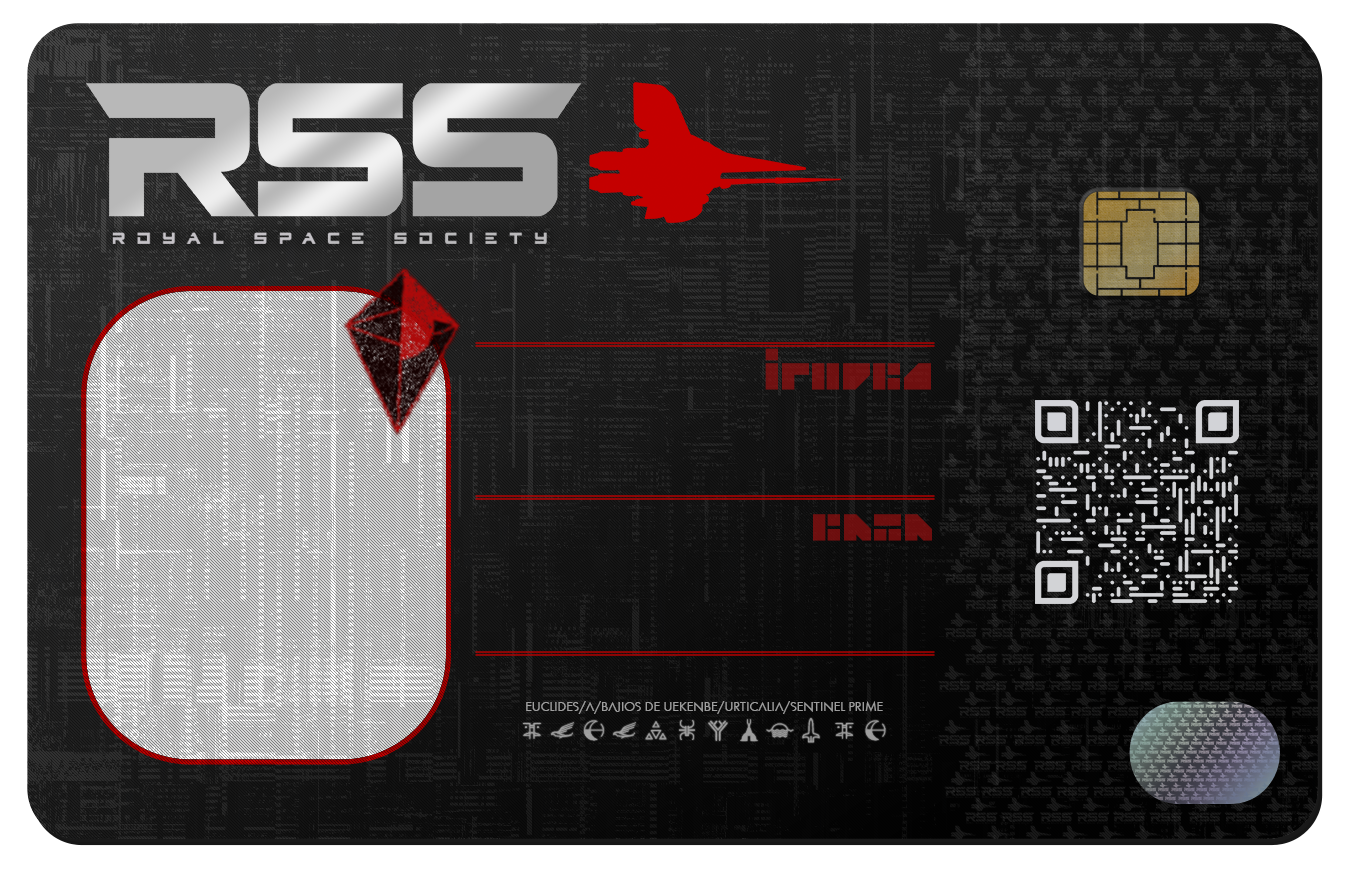 RSS
ROYAL SPACE SOCIETY
EUCLIDES/A/BAJIOS DE UEKENBE/URTICALIA/SENTINEL PRIME